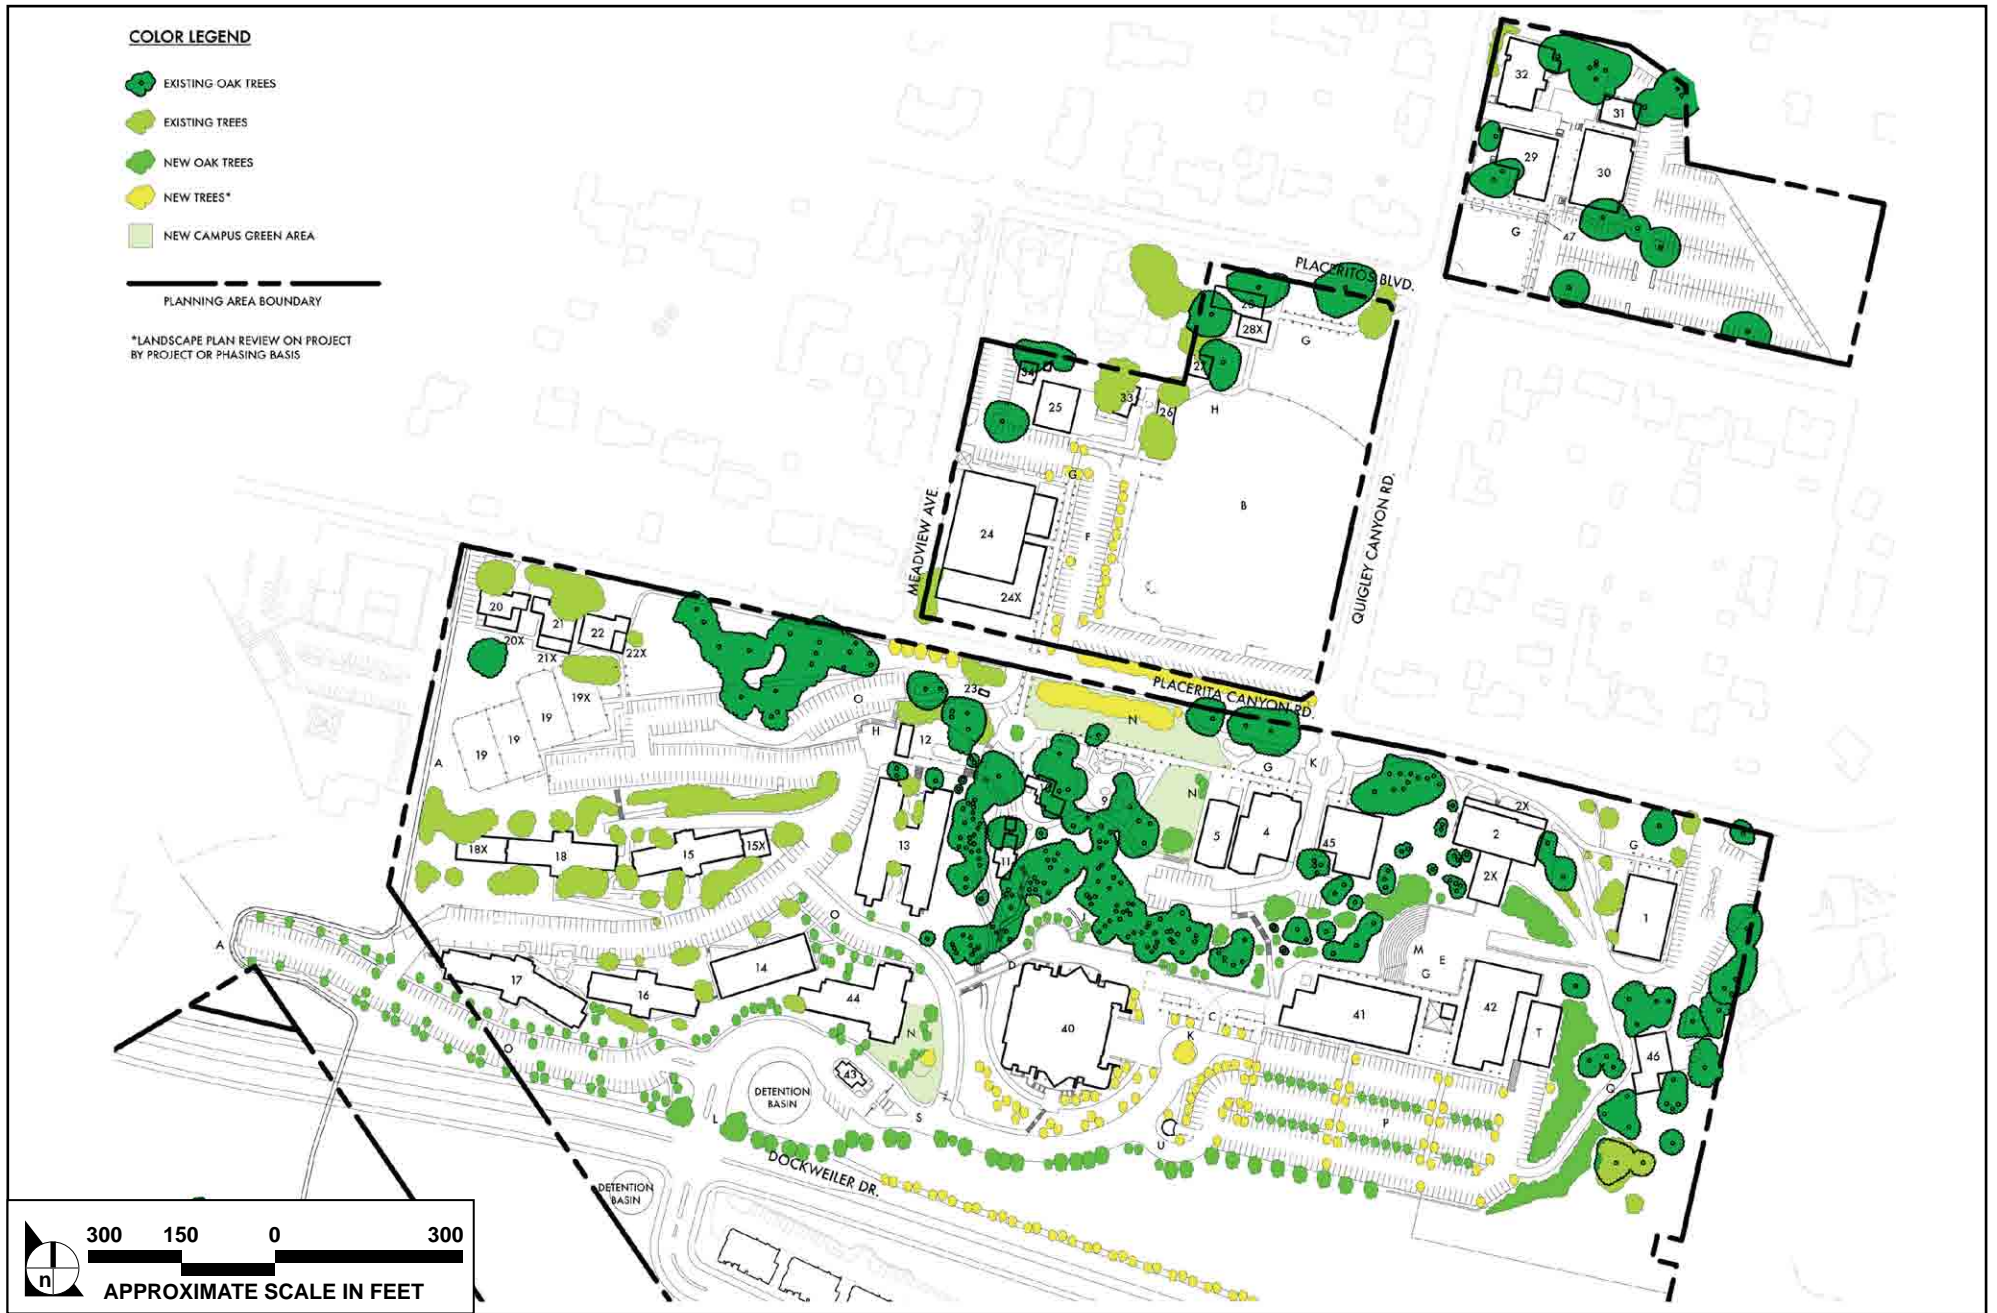 COLOR LEGEND
EXISTING OAK TREES
EXISTING TREES
NEW OAK TREES
NEW TREES*
NEW CAMPUS GREEN AREA
PLANNING AREA BOUNDARY
*LANDSCAPE PLAN REVIEW ON PROJECT
BY PROJECT OR PHASING BASIS
32
31
29
30
G
47
PLACERITOS BLVD.
28X
G
27
34
25
33
26
H
G
B
24
F
24X
MEADVIEW AVE.
QUIGLEY CANYON RD.
PLACERITA CANYON RD.
20
21
22
20X
21X
22X
19X
19
19
19
A
O
23
H
12
N
G
K
N
9
5
4
45
2X
2
2X
G
1
18X
18
15
15X
13
11
O
J
M
E
G
A
17
16
14
44
N
D
40
C
K
41
42
T
46
Q
O
43
DETENTION
BASIN
L
S
U
P
DOCKWEILER DR.
DETENTION
BASIN
300 150 0 300
n
APPROXIMATE SCALE IN FEET